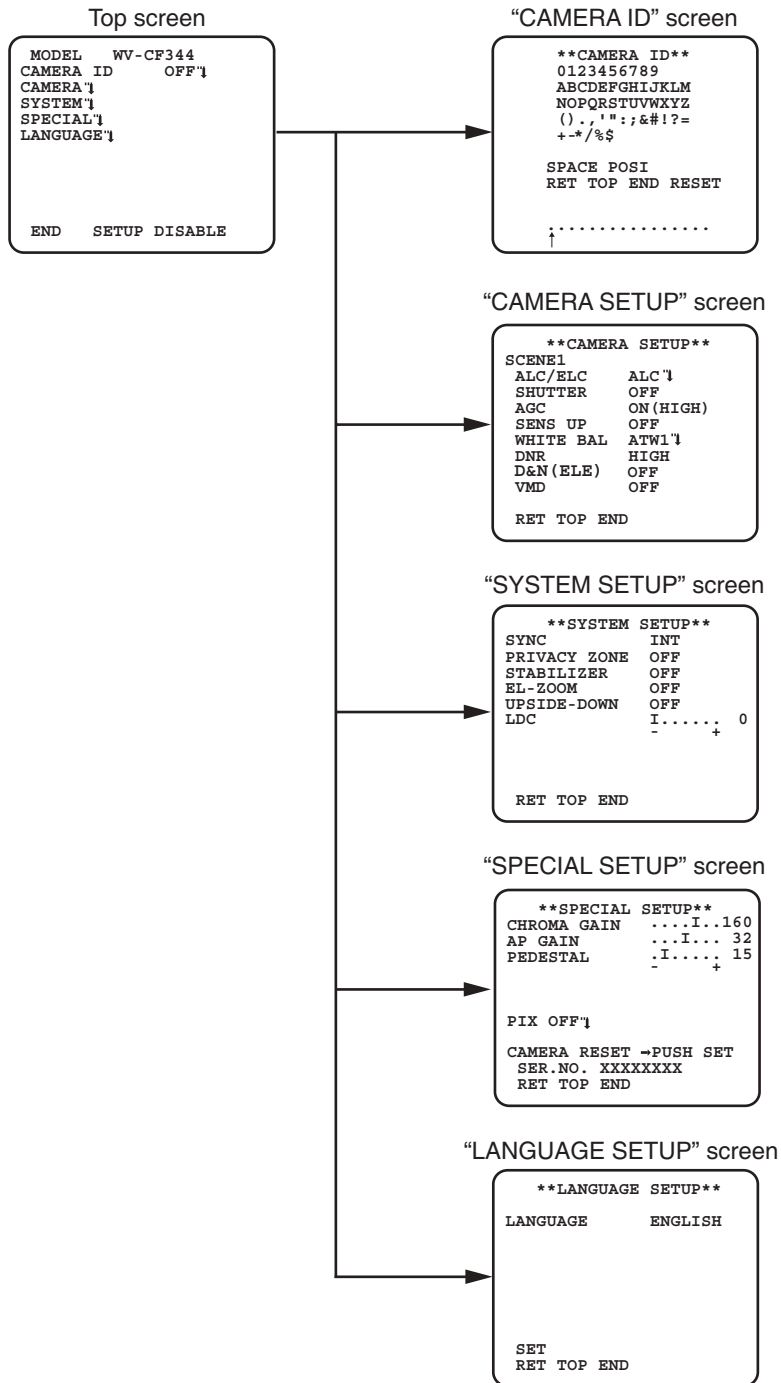 Top screen
MODEL WV-CF344
CAMERA ID OFF
CAMERA
SYSTEM
SPECIAL
LANGUAGE
END SETUP DISABLE
“CAMERA ID” screen
**CAMERA ID**
0123456789
ABCDEFGHIJKLM
NOPQRSTUVWXYZ
().,'":;&#!?=
+-*/%$
SPACE POSI
RET TOP END RESET
................
↑
“CAMERA SETUP” screen
**CAMERA SETUP**
SCENE1
ALC/ELC ALC
SHUTTER OFF
AGC ON(HIGH)
SENS UP OFF
WHITE BAL ATW1
DNR HIGH
D&N(ELE) OFF
VMD OFF
RET TOP END
“SYSTEM SETUP” screen
**SYSTEM SETUP**
SYNC INT
PRIVACY ZONE OFF
STABILIZER OFF
EL-ZOOM OFF
UPSIDE-DOWN OFF
LDC I...... 0
- +
RET TOP END
“SPECIAL SETUP” screen
**SPECIAL SETUP**
CHROMA GAIN ....I..160
AP GAIN ...I... 32
PEDESTAL .I..... 15
- +
PIX OFF
CAMERA RESET →PUSH SET
SER.NO. XXXXXXXX
RET TOP END
“LANGUAGE SETUP” screen
**LANGUAGE SETUP**
LANGUAGE ENGLISH
SET
RET TOP END